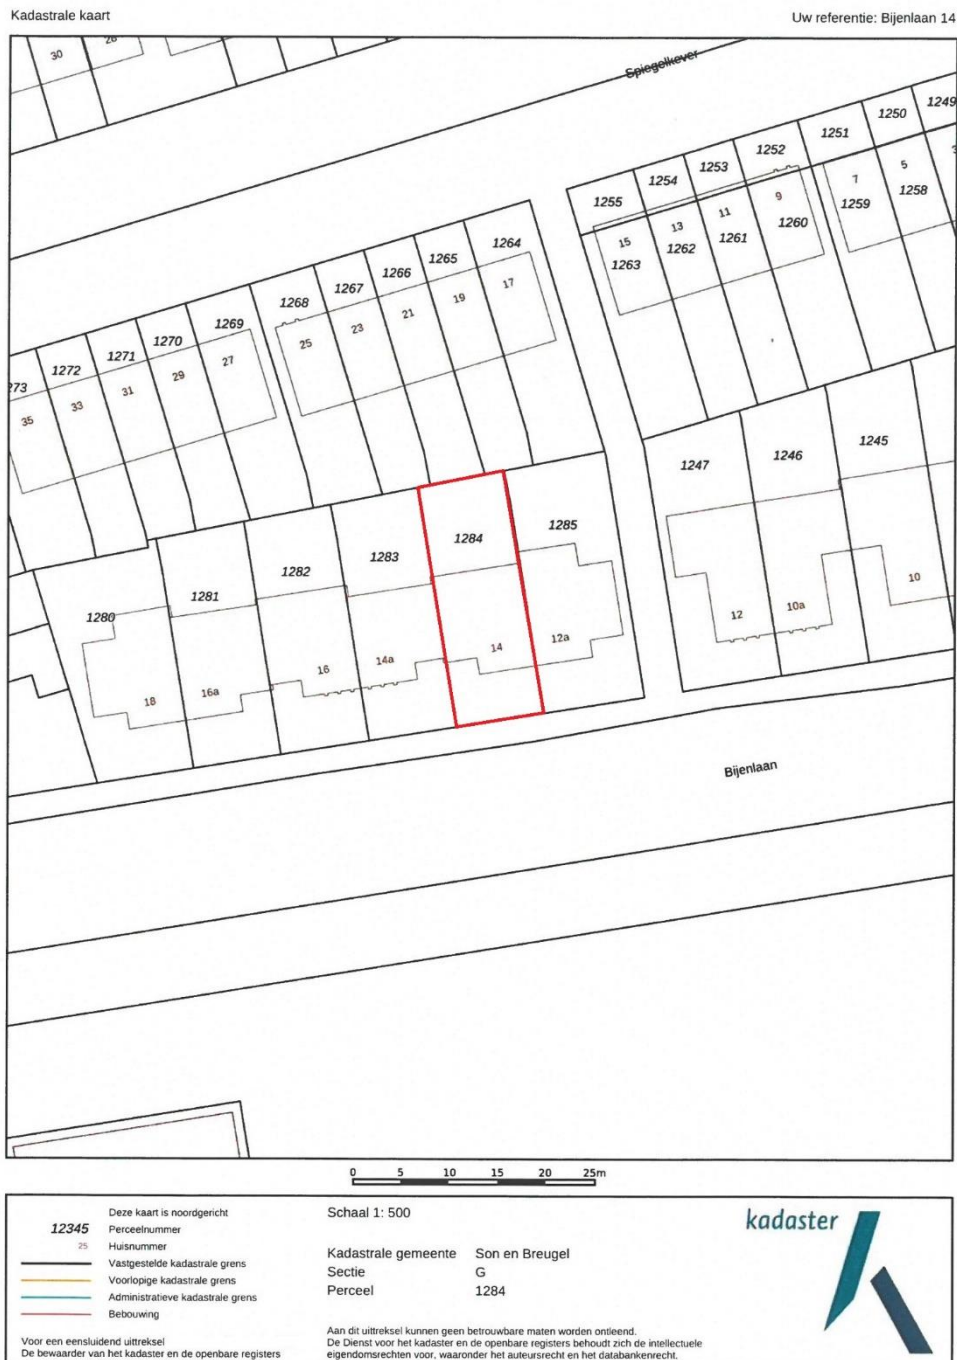 Kadastrale kaart
Uw referentie: Bijenlaan 14
30
28
Spiegelkever
1249
1250
1251
1252
1253
1254
1255
7
5
3
1259
1258
9
1260
11
1261
13
1262
15
1263
1264
1265
1266
1267
1268
1269
1270
1271
1272
273
17
19
21
23
25
27
29
31
33
35
1247
1246
1245
1280
1281
1282
1283
1284
1285
12
10a
10
18
16a
16
14a
14
12a
Bijenlaan
0 5 10 15 20 25m
Deze kaart is noordgericht
12345 Perceelnummer
25 Huisnummer
Vastgestelde kadastrale grens
Voorlopige kadastrale grens
Administratieve kadastrale grens
Bebouwing
Voor een eensluidend uittreksel
De bewaarder van het kadaster en de openbare registers
Schaal 1: 500
Kadastrale gemeente Son en Breugel
Sectie G
Perceel 1284
Aan dit uittreksel kunnen geen betrouwbare maten worden ontleend.
De Dienst voor het kadaster en de openbare registers behoudt zich de intellectuele
eigendomsrechten voor, waaronder het auteursrecht en het databankenrecht.
kadaster